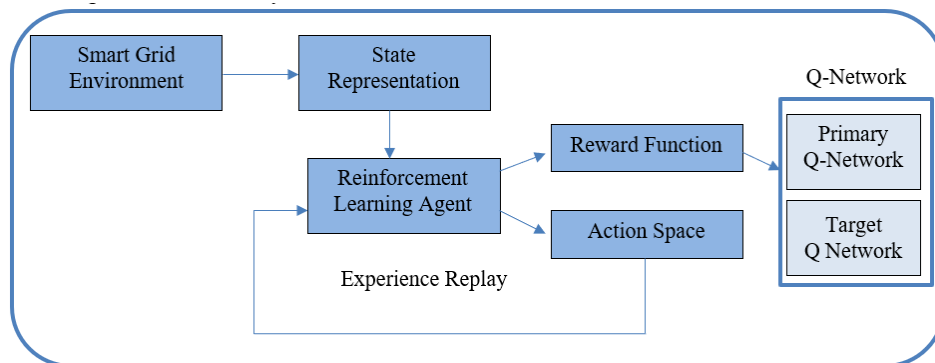 Smart Grid
Environment
State
Representation
Q-Network
Reward Function
Primary
Q-Network
Reinforcement
Learning Agent
Action Space
Target
Q Network
Experience Replay